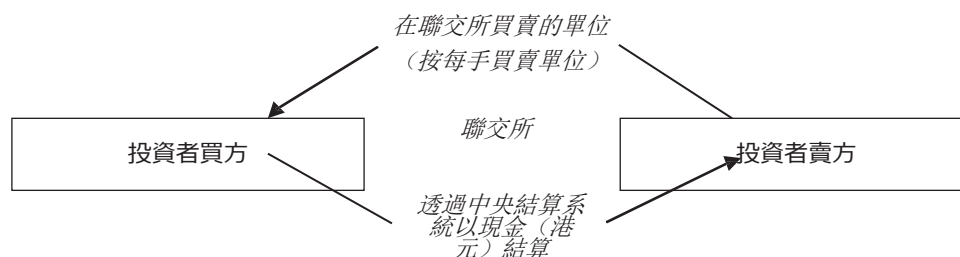 在聯交所買賣的單位
（按每手買賣單位）
聯交所
投資者買方
投資者賣方
透過中央結算系
統以現金（港
元）結算